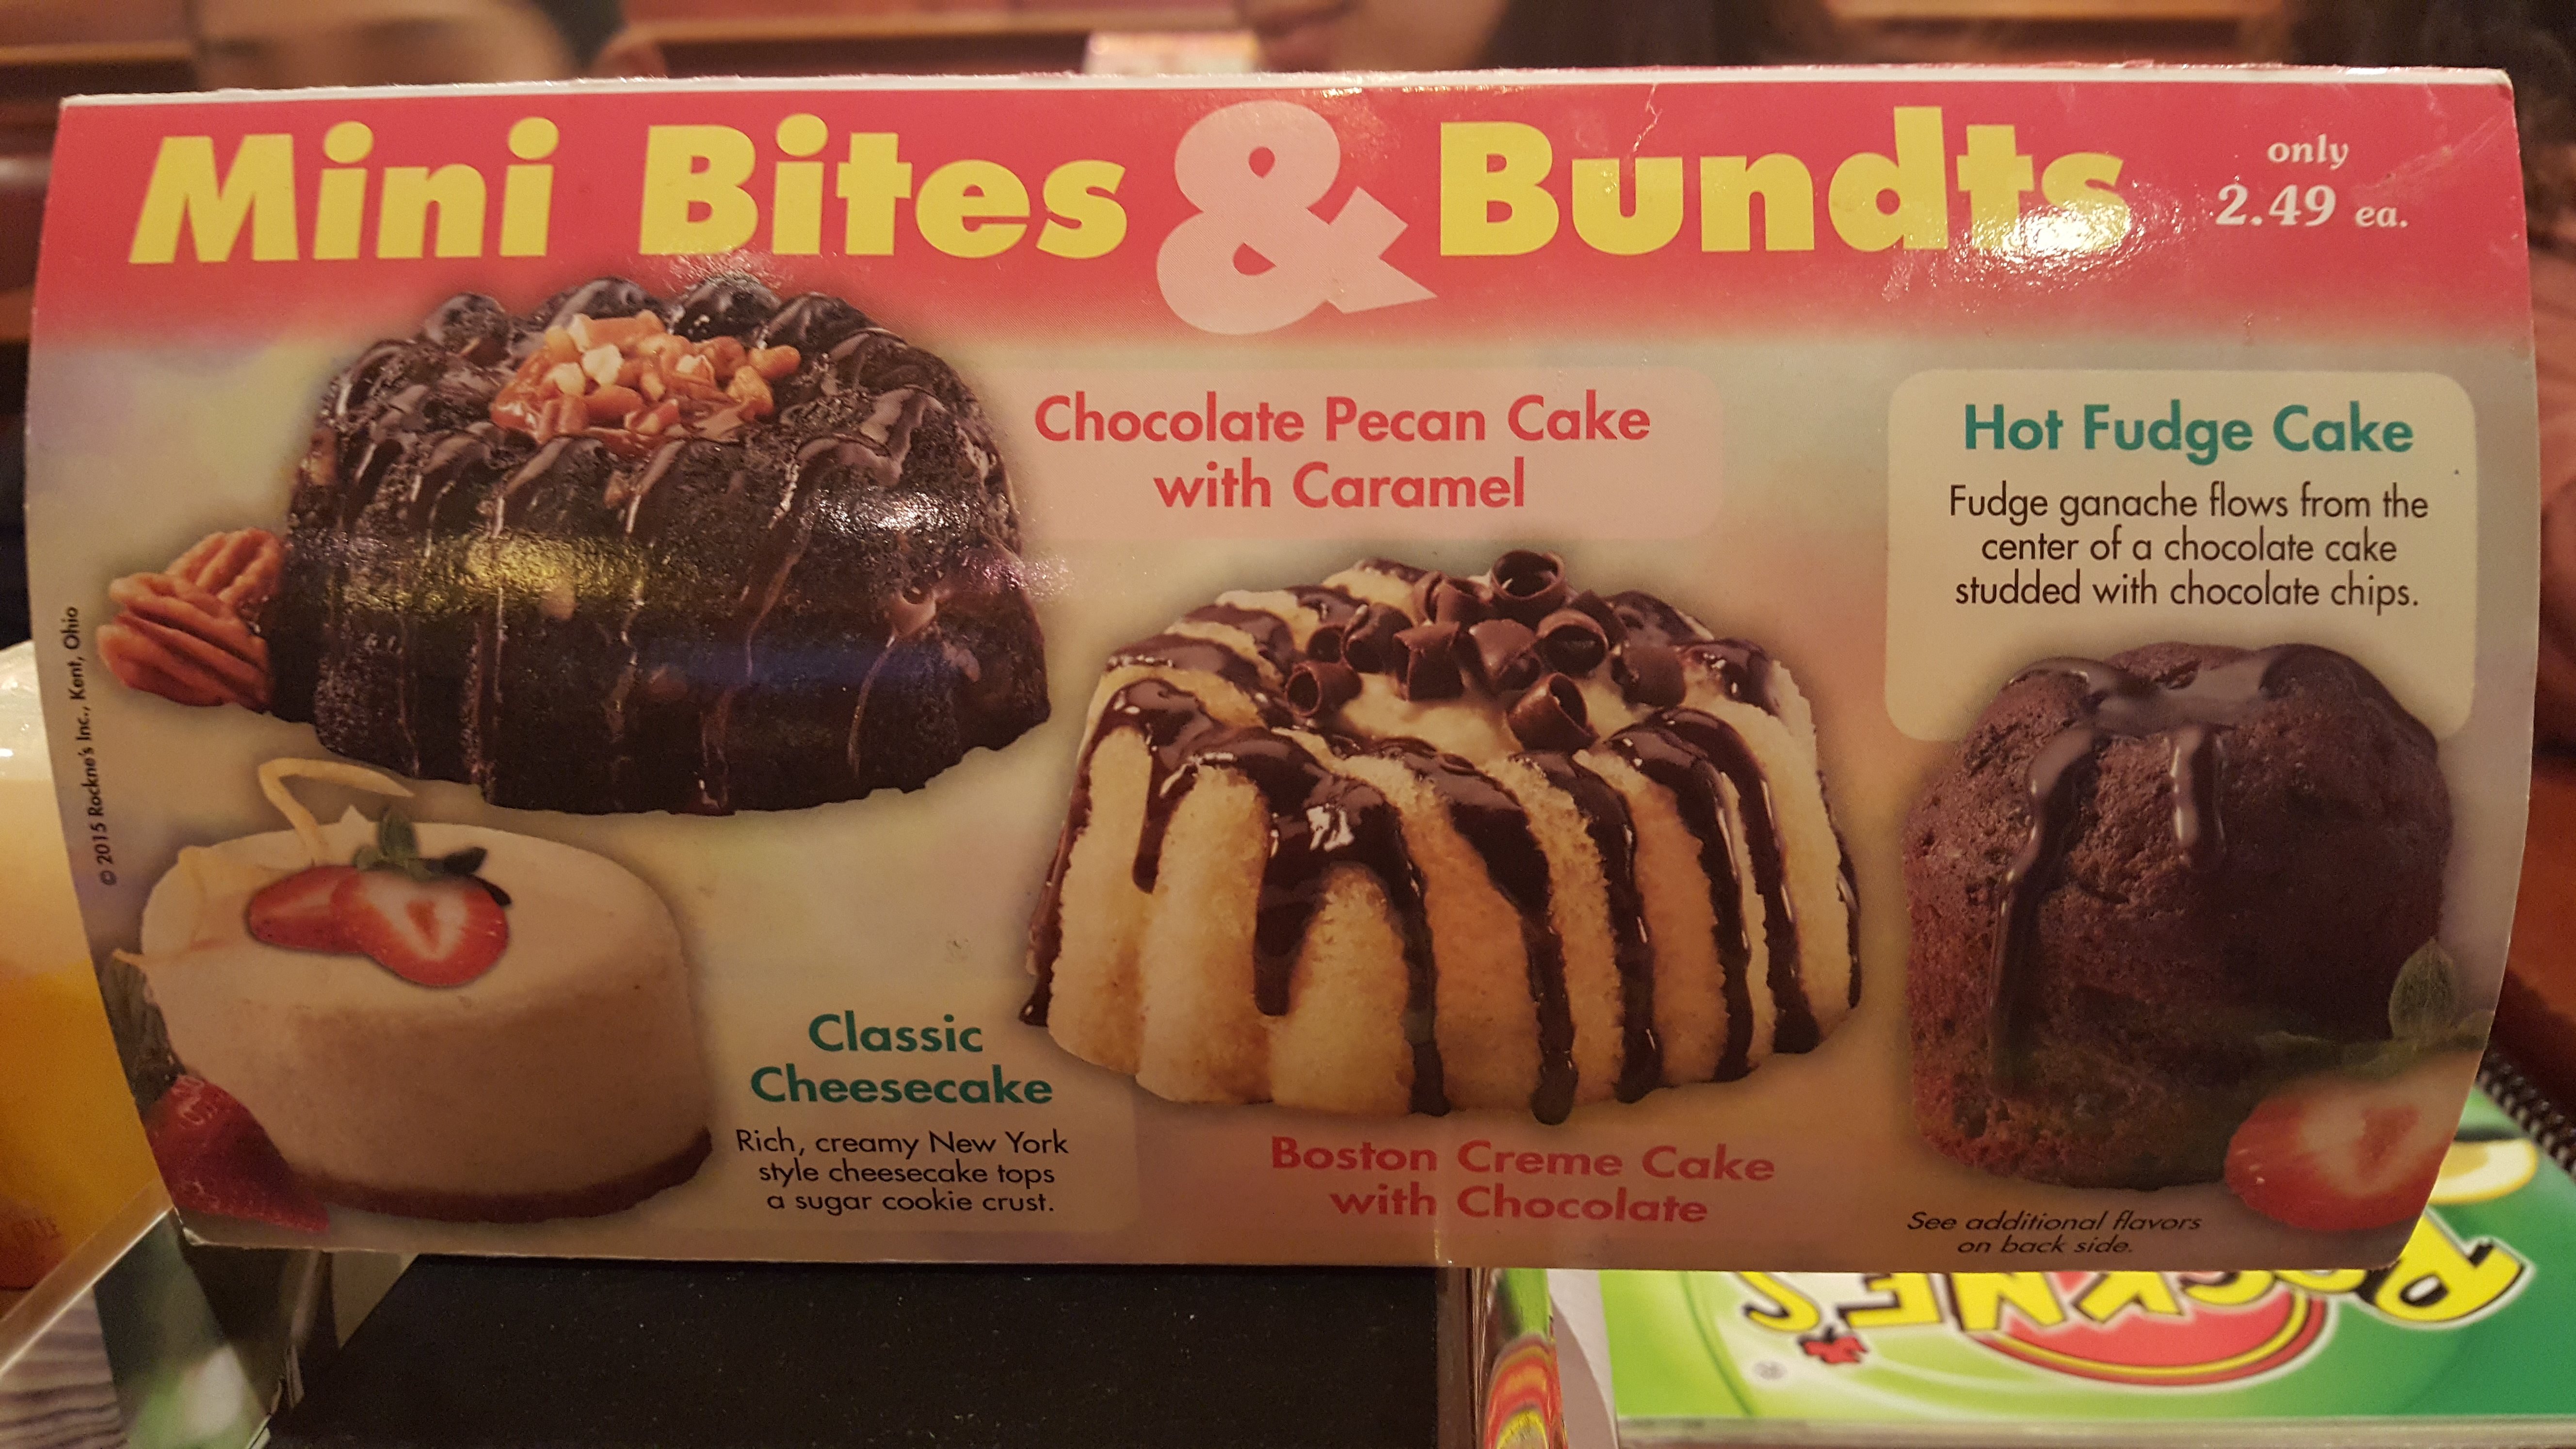 Mini Bites & Bundts
only
2.49 ea.
Chocolate Pecan Cake
with Caramel
Hot Fudge Cake
Fudge ganache flows from the
center of a chocolate cake
studded with chocolate chips.
© 2015 Rockne's Inc., Kent, Ohio
Classic
Cheesecake
Rich, creamy New York
style cheesecake tops
a sugar cookie crust.
Boston Creme Cake
with Chocolate
See additional flavors
on back side.
ROCKNE'S
®